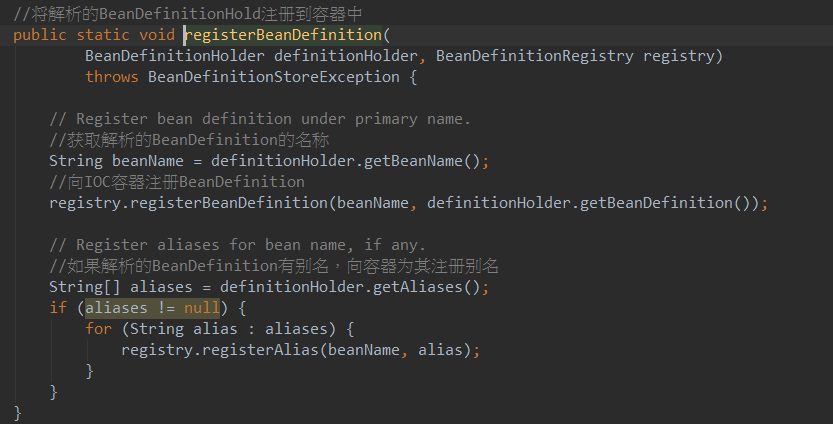 //将解析的BeanDefinitionHold注册到容器中
public static void registerBeanDefinition(
BeanDefinitionHolder definitionHolder, BeanDefinitionRegistry registry)
throws BeanDefinitionStoreException {
// Register bean definition under primary name.
//获取解析的BeanDefinition的名称
String beanName = definitionHolder.getBeanName();
//向IOC容器注册BeanDefinition
registry.registerBeanDefinition(beanName, definitionHolder.getBeanDefinition());
// Register aliases for bean name, if any.
//如果解析的BeanDefinition有别名，向容器为其注册别名
String[] aliases = definitionHolder.getAliases();
if (aliases != null) {
for (String alias : aliases) {
registry.registerAlias(beanName, alias);
}
}
}